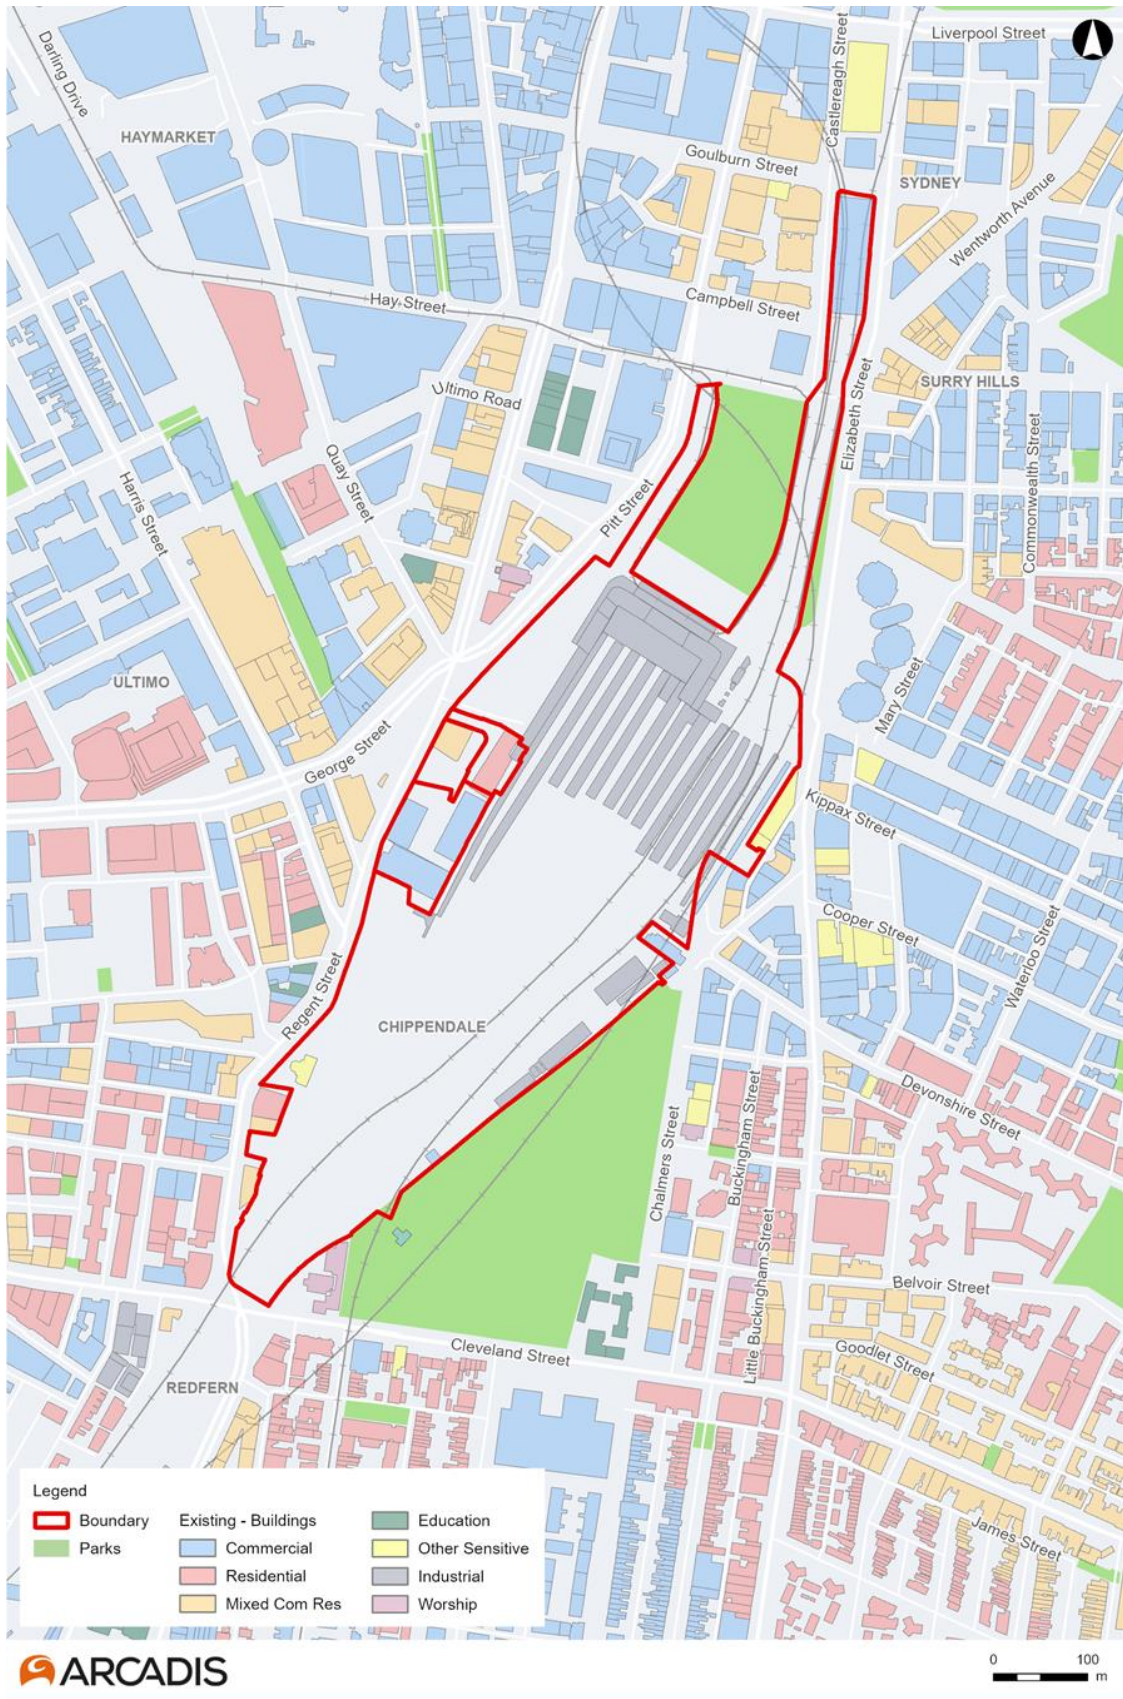 Liverpool Street
Darling Drive
Castlereagh Street
HAYMARKET
Goulburn Street
SYDNEY
Wentworth Avenue
Hay Street
Campbell Street
Ultimo Road
SURRY HILLS
Elizabeth Street
Commonwealth Street
Quay Street
Harris Street
Pitt Street
ULTIMO
Mary Street
George Street
Kippax Street
Cooper Street
Waterloo Street
Regent Street
CHIPPENDALE
Devonshire Street
Buckingham Street
Chalmers Street
Little Buckingham Street
Belvoir Street
Cleveland Street
Goodlet Street
REDFERN
James Street
Legend
Boundary
Parks
Existing - Buildings
Commercial
Residential
Mixed Com Res
Education
Other Sensitive
Industrial
Worship
ARCADIS
0 100
m